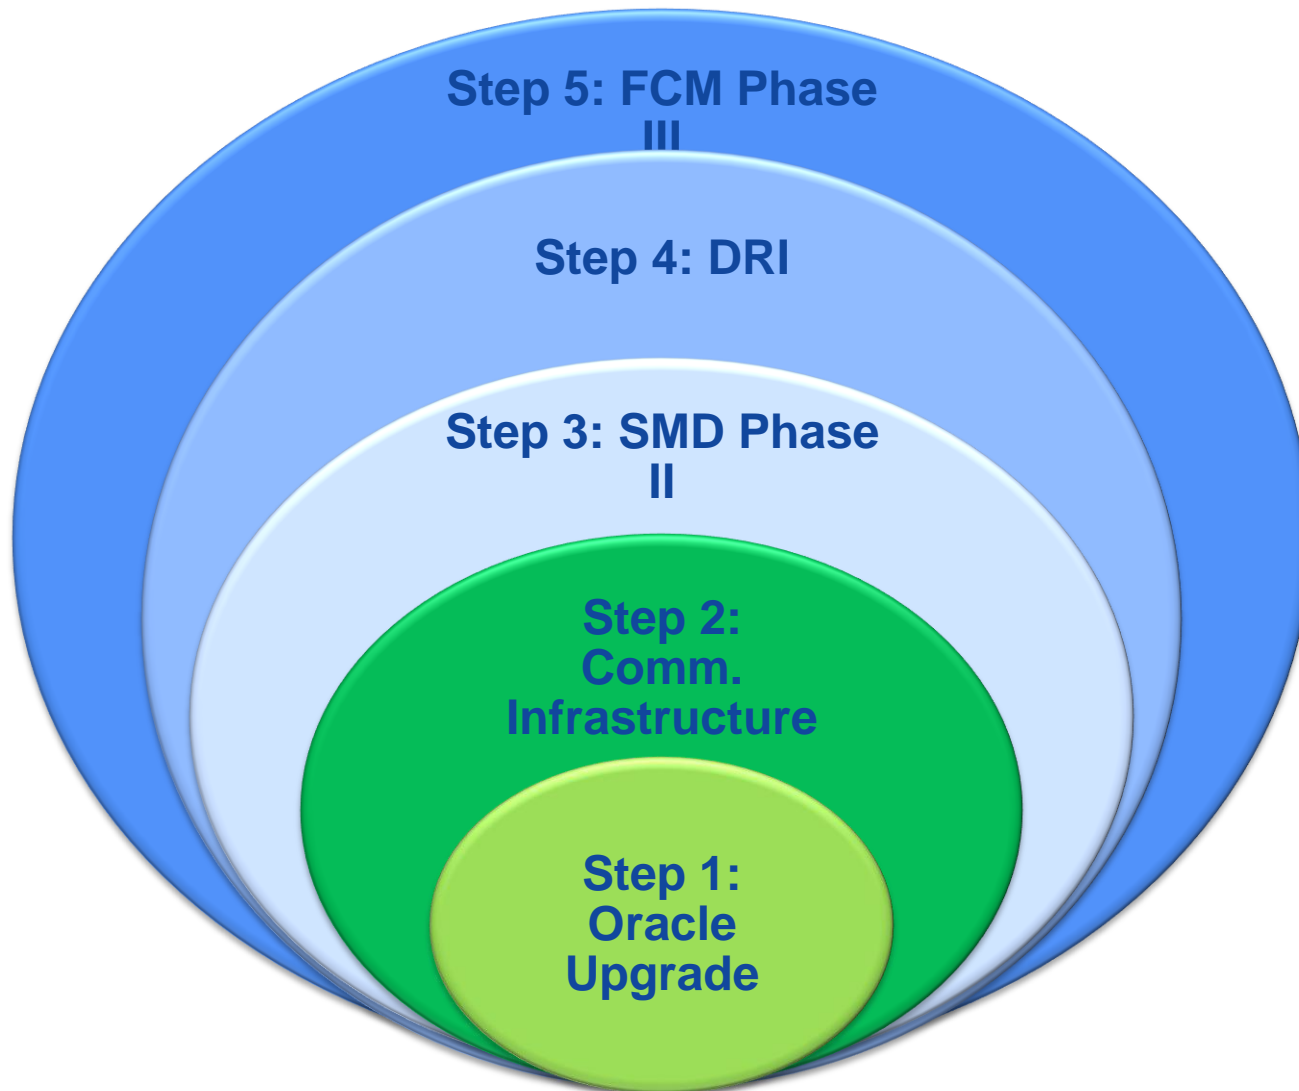 Step 5: FCM Phase
III
Step 4: DRI
Step 3: SMD Phase
II
Step 2:
Comm.
Infrastructure
Step 1:
Oracle
Upgrade